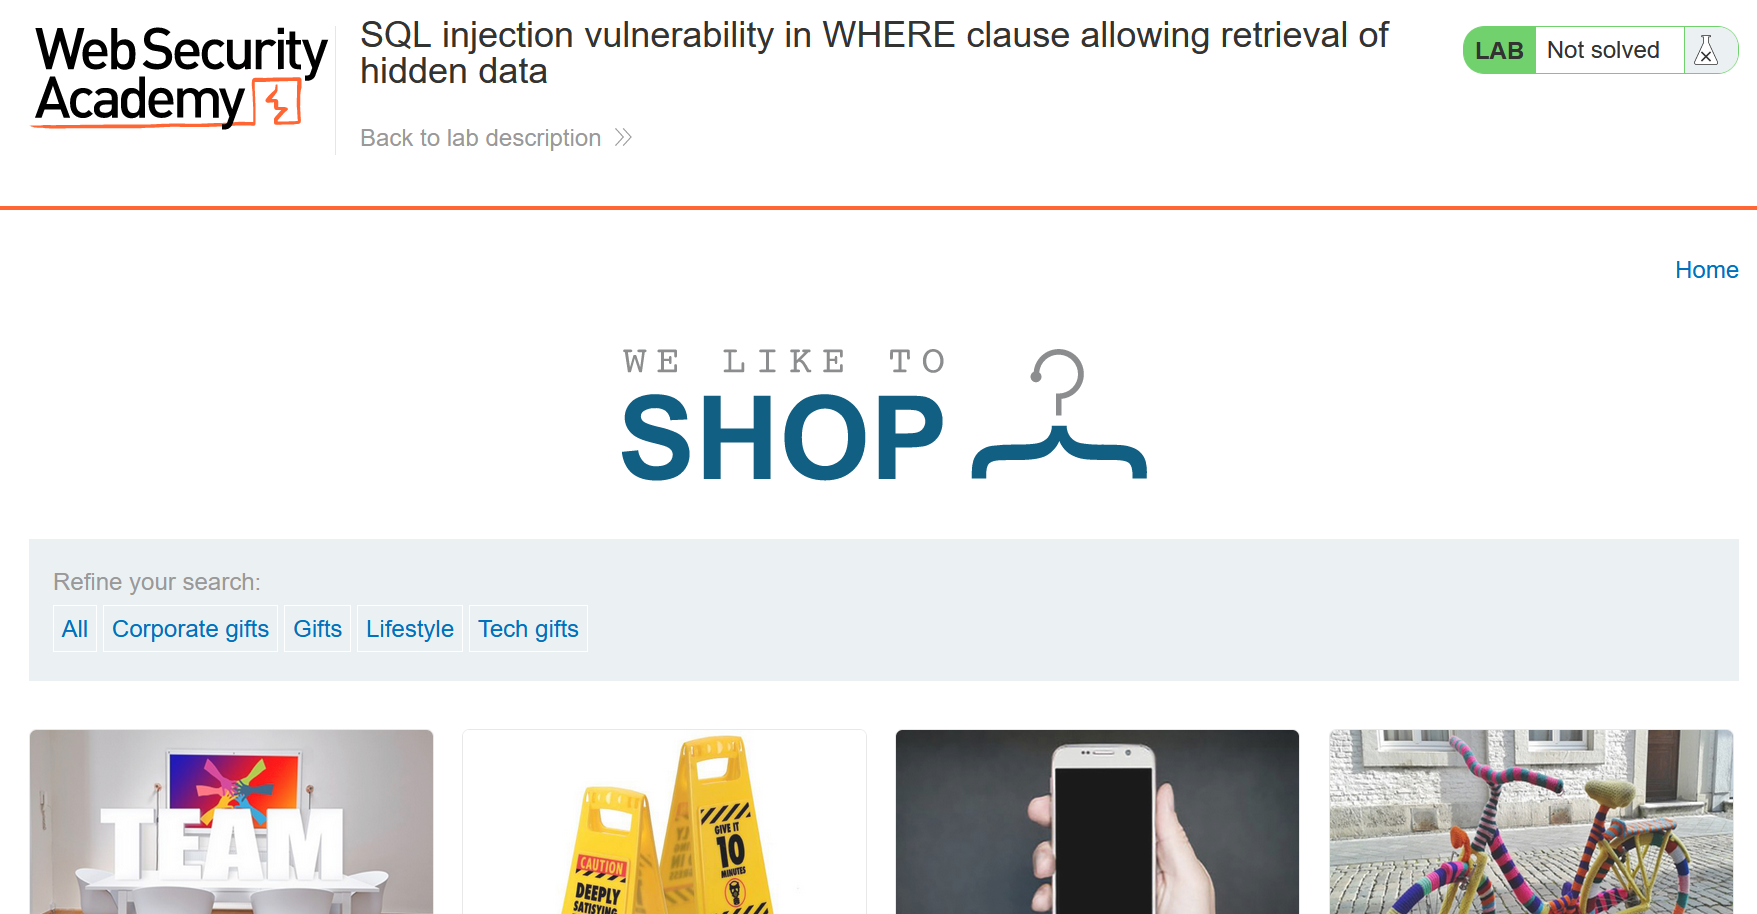 Web Security
Academy
SQL injection vulnerability in WHERE clause allowing retrieval of
hidden data
Back to lab description
LAB Not solved
Home
WE LIKE TO
SHOP
Refine your search:
All Corporate gifts Gifts Lifestyle Tech gifts
TEAM
CAUTION
DEEPLY
SATISFYING
GIVE IT
10
MINUTES